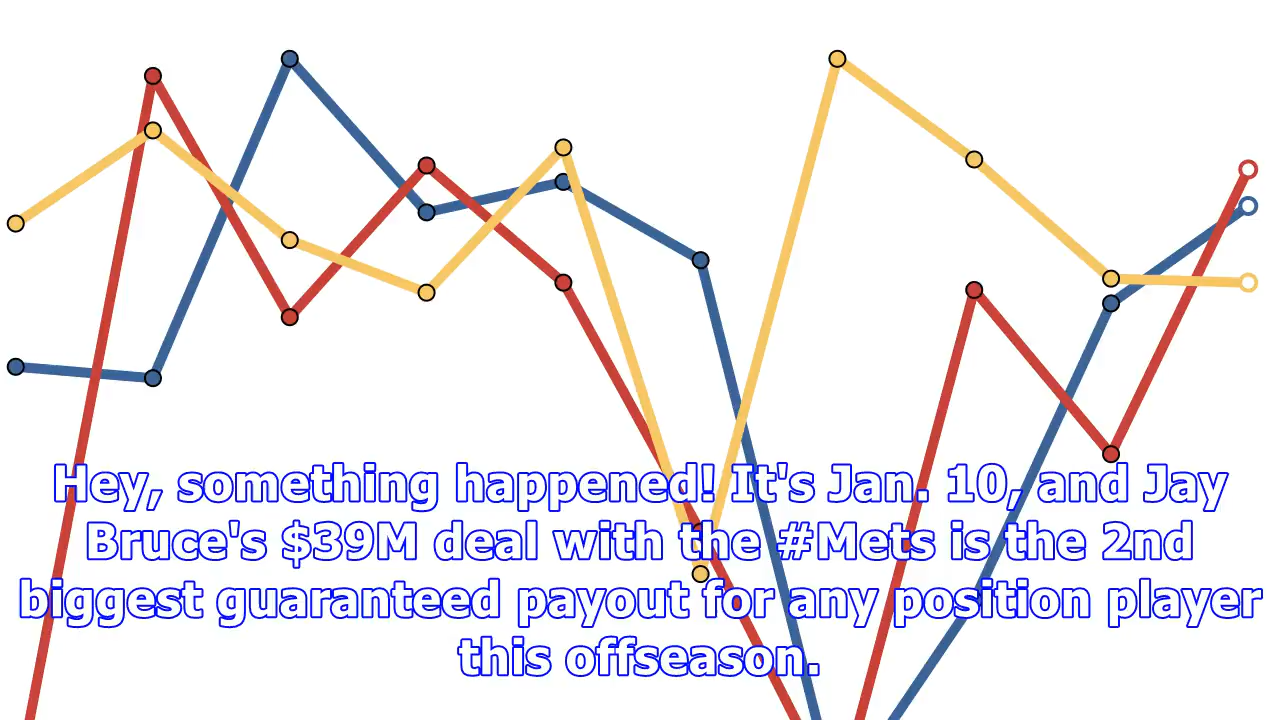 Hey, something happened! It's Jan. 10, and Jay
Bruce's $39M deal with the #Mets is the 2nd
biggest guaranteed payout for any position player
this offseason.